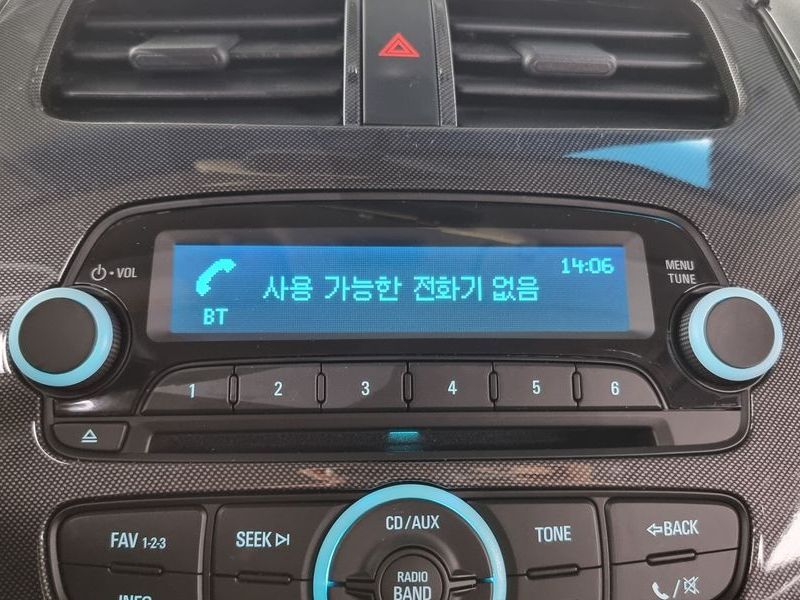 14:06
사용 가능한 전화기 없음
BT
⏻·VOL
MENU
TUNE
1 2 3 4 5 6
FAV 1-2-3
SEEK
CD/AUX
TONE
BACK
RADIO
BAND
INFO